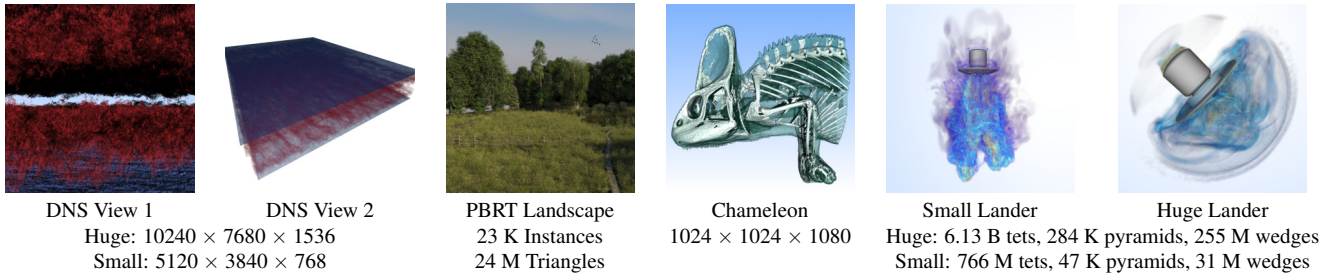 DNS View 1
DNS View 2
Huge: 10240 × 7680 × 1536
Small: 5120 × 3840 × 768
PBRT Landscape
23 K Instances
24 M Triangles
Chameleon
1024 × 1024 × 1080
Small Lander
Huge Lander
Huge: 6.13 B tets, 284 K pyramids, 255 M wedges
Small: 766 M tets, 47 K pyramids, 31 M wedges